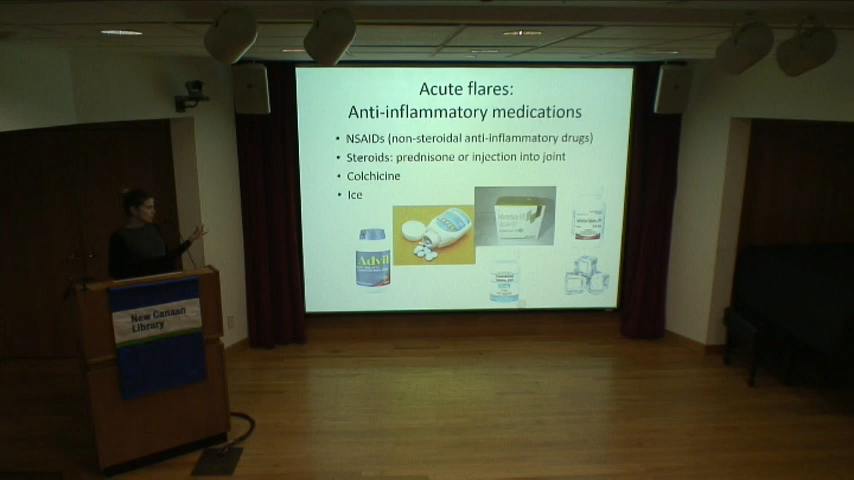 Acute flares:
Anti-inflammatory medications
• NSAIDs (non-steroidal anti-inflammatory drugs)
• Steroids: prednisone or injection into joint
• Colchicine
• Ice
Advil
New Canaan
Library